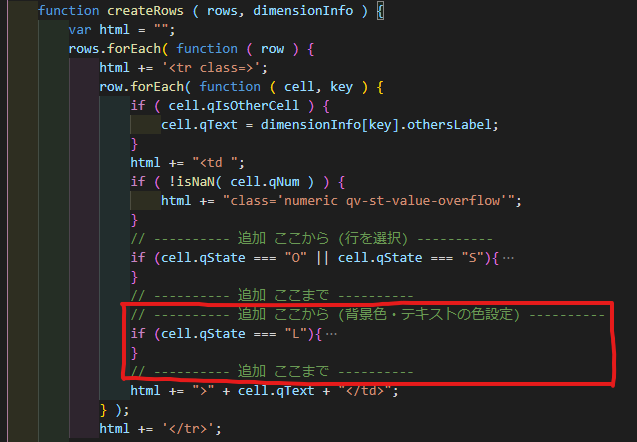 function createRows ( rows, dimensionInfo ) {
var html = "";
rows.forEach( function ( row ) {
html += '<tr class=>';
row.forEach( function ( cell, key ) {
if ( cell.qIsOtherCell ) {
cell.qText = dimensionInfo[key].othersLabel;
}
html += "<td ";
if ( !isNaN( cell.qNum ) ) {
html += "class='numeric qv-st-value-overflow'";
}
// ---------- 追加 ここから (行を選択) ----------
if (cell.qState === "O" || cell.qState === "S"){…
}
// ---------- 追加 ここまで ----------
// ---------- 追加 ここから (背景色・テキストの色設定) ----------
if (cell.qState === "L"){…
}
// ---------- 追加 ここまで ----------
html += ">" + cell.qText + "</td>";
} );
html += '</tr>';